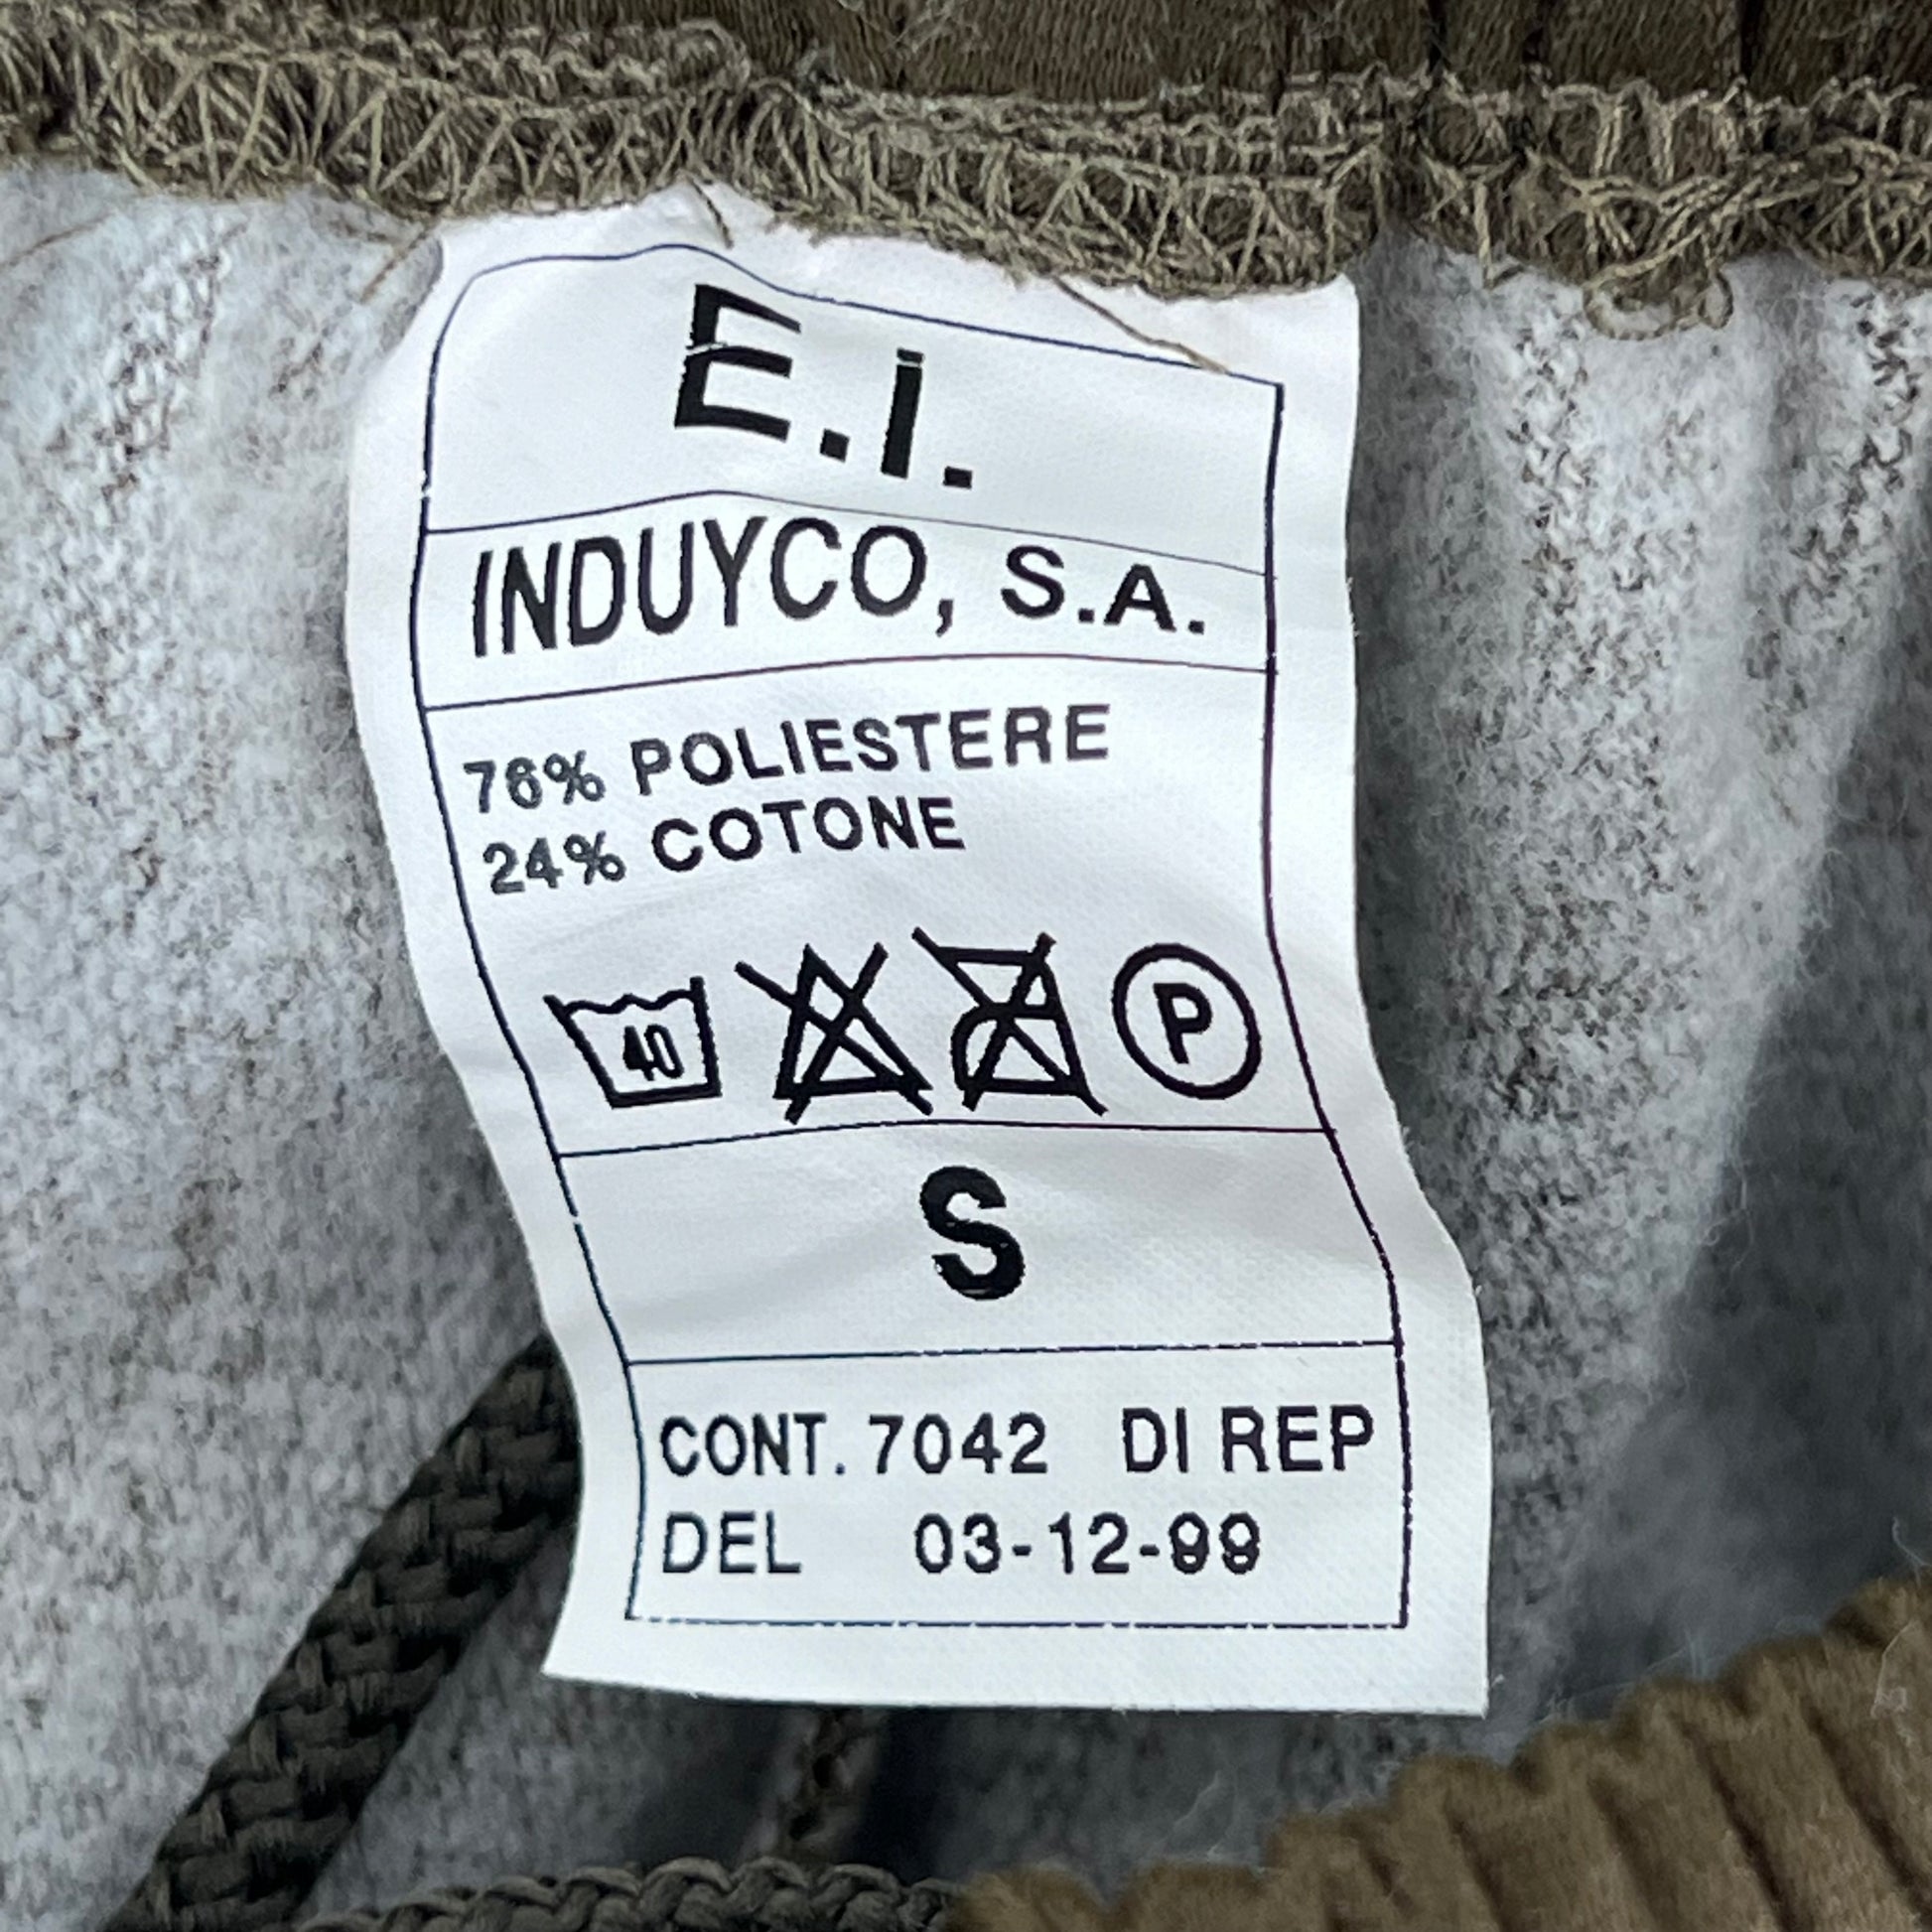 E.I.
INDUYCO, S.A.
76% POLIESTERE
24% COTONE
40 P
S
CONT. 7042 DI REP
DEL 03-12-99